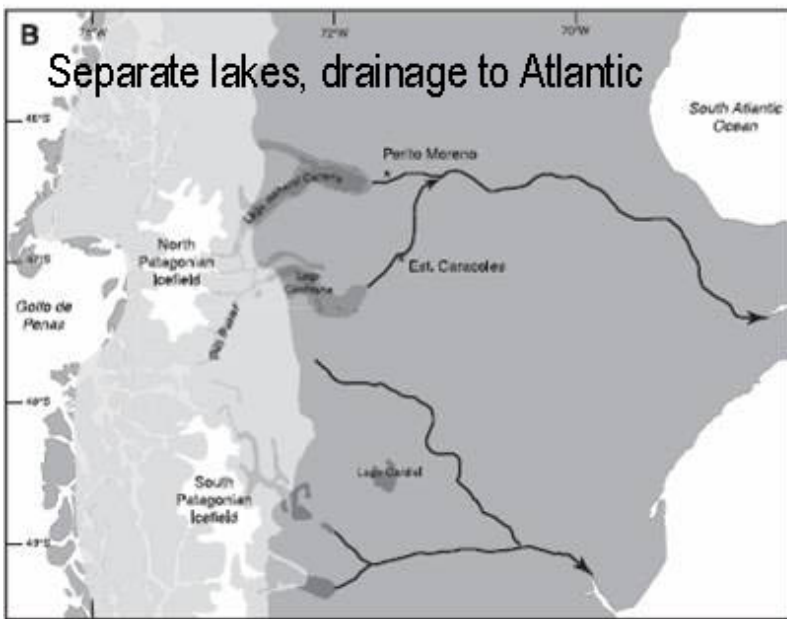 B
Separate lakes, drainage to Atlantic
72°W
70°W
South Atlantic
Ocean
Perito Moreno
North
Patagonian
Icefield
Est. Caracoles
Golfo de
Penas
Lago Cardiel
South
Patagonian
Icefield
49°S